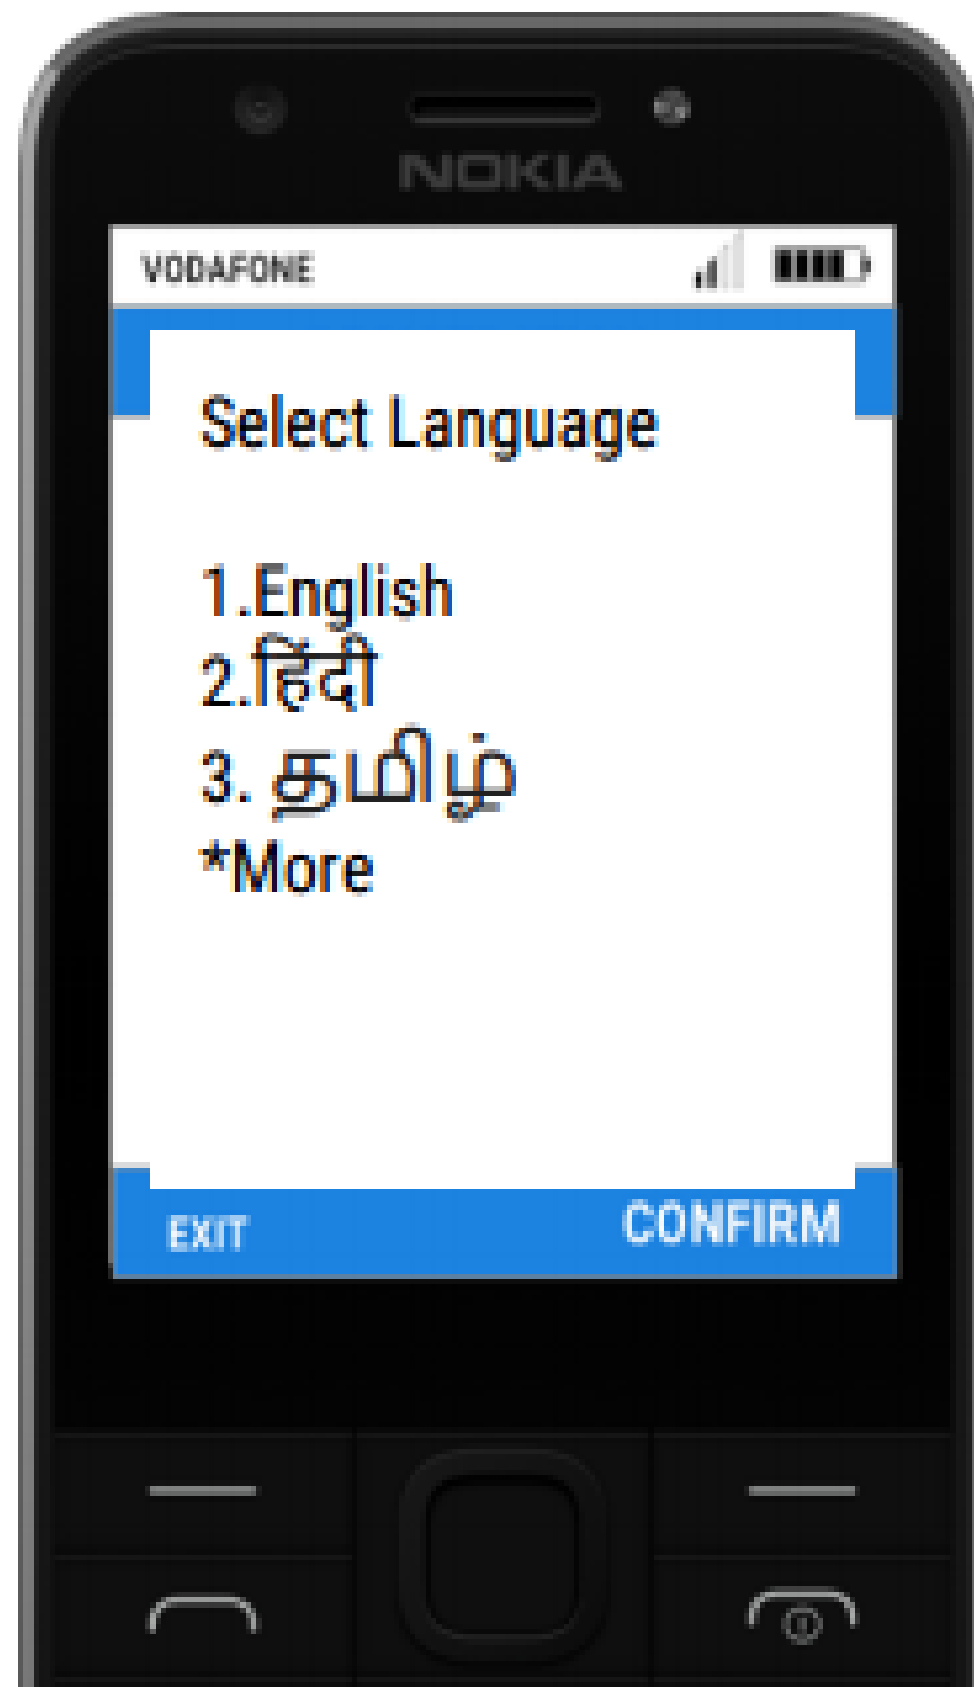 NOKIA
VODAFONE
Select Language
1.English
2.हिंदी
3. தமிழ்
*More
EXIT CONFIRM